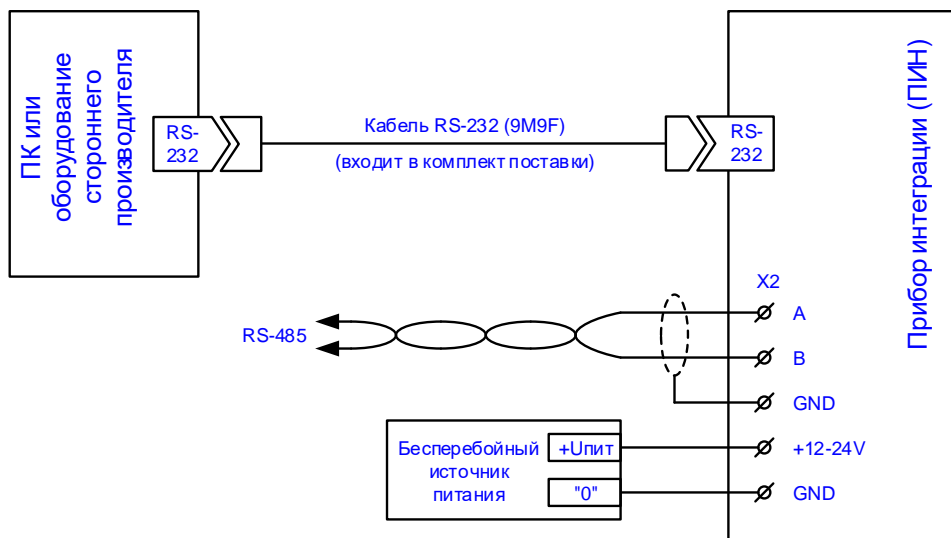 ПК или
оборудование
стороннего
производителя
RS-
232
Кабель RS-232 (9M9F)
(входит в комплект поставки)
RS-
232
Прибор интеграции (ПИН)
X2
A
RS-485
B
GND
Бесперебойный
источник
питания
+Uпит
"0"
+12-24V
GND